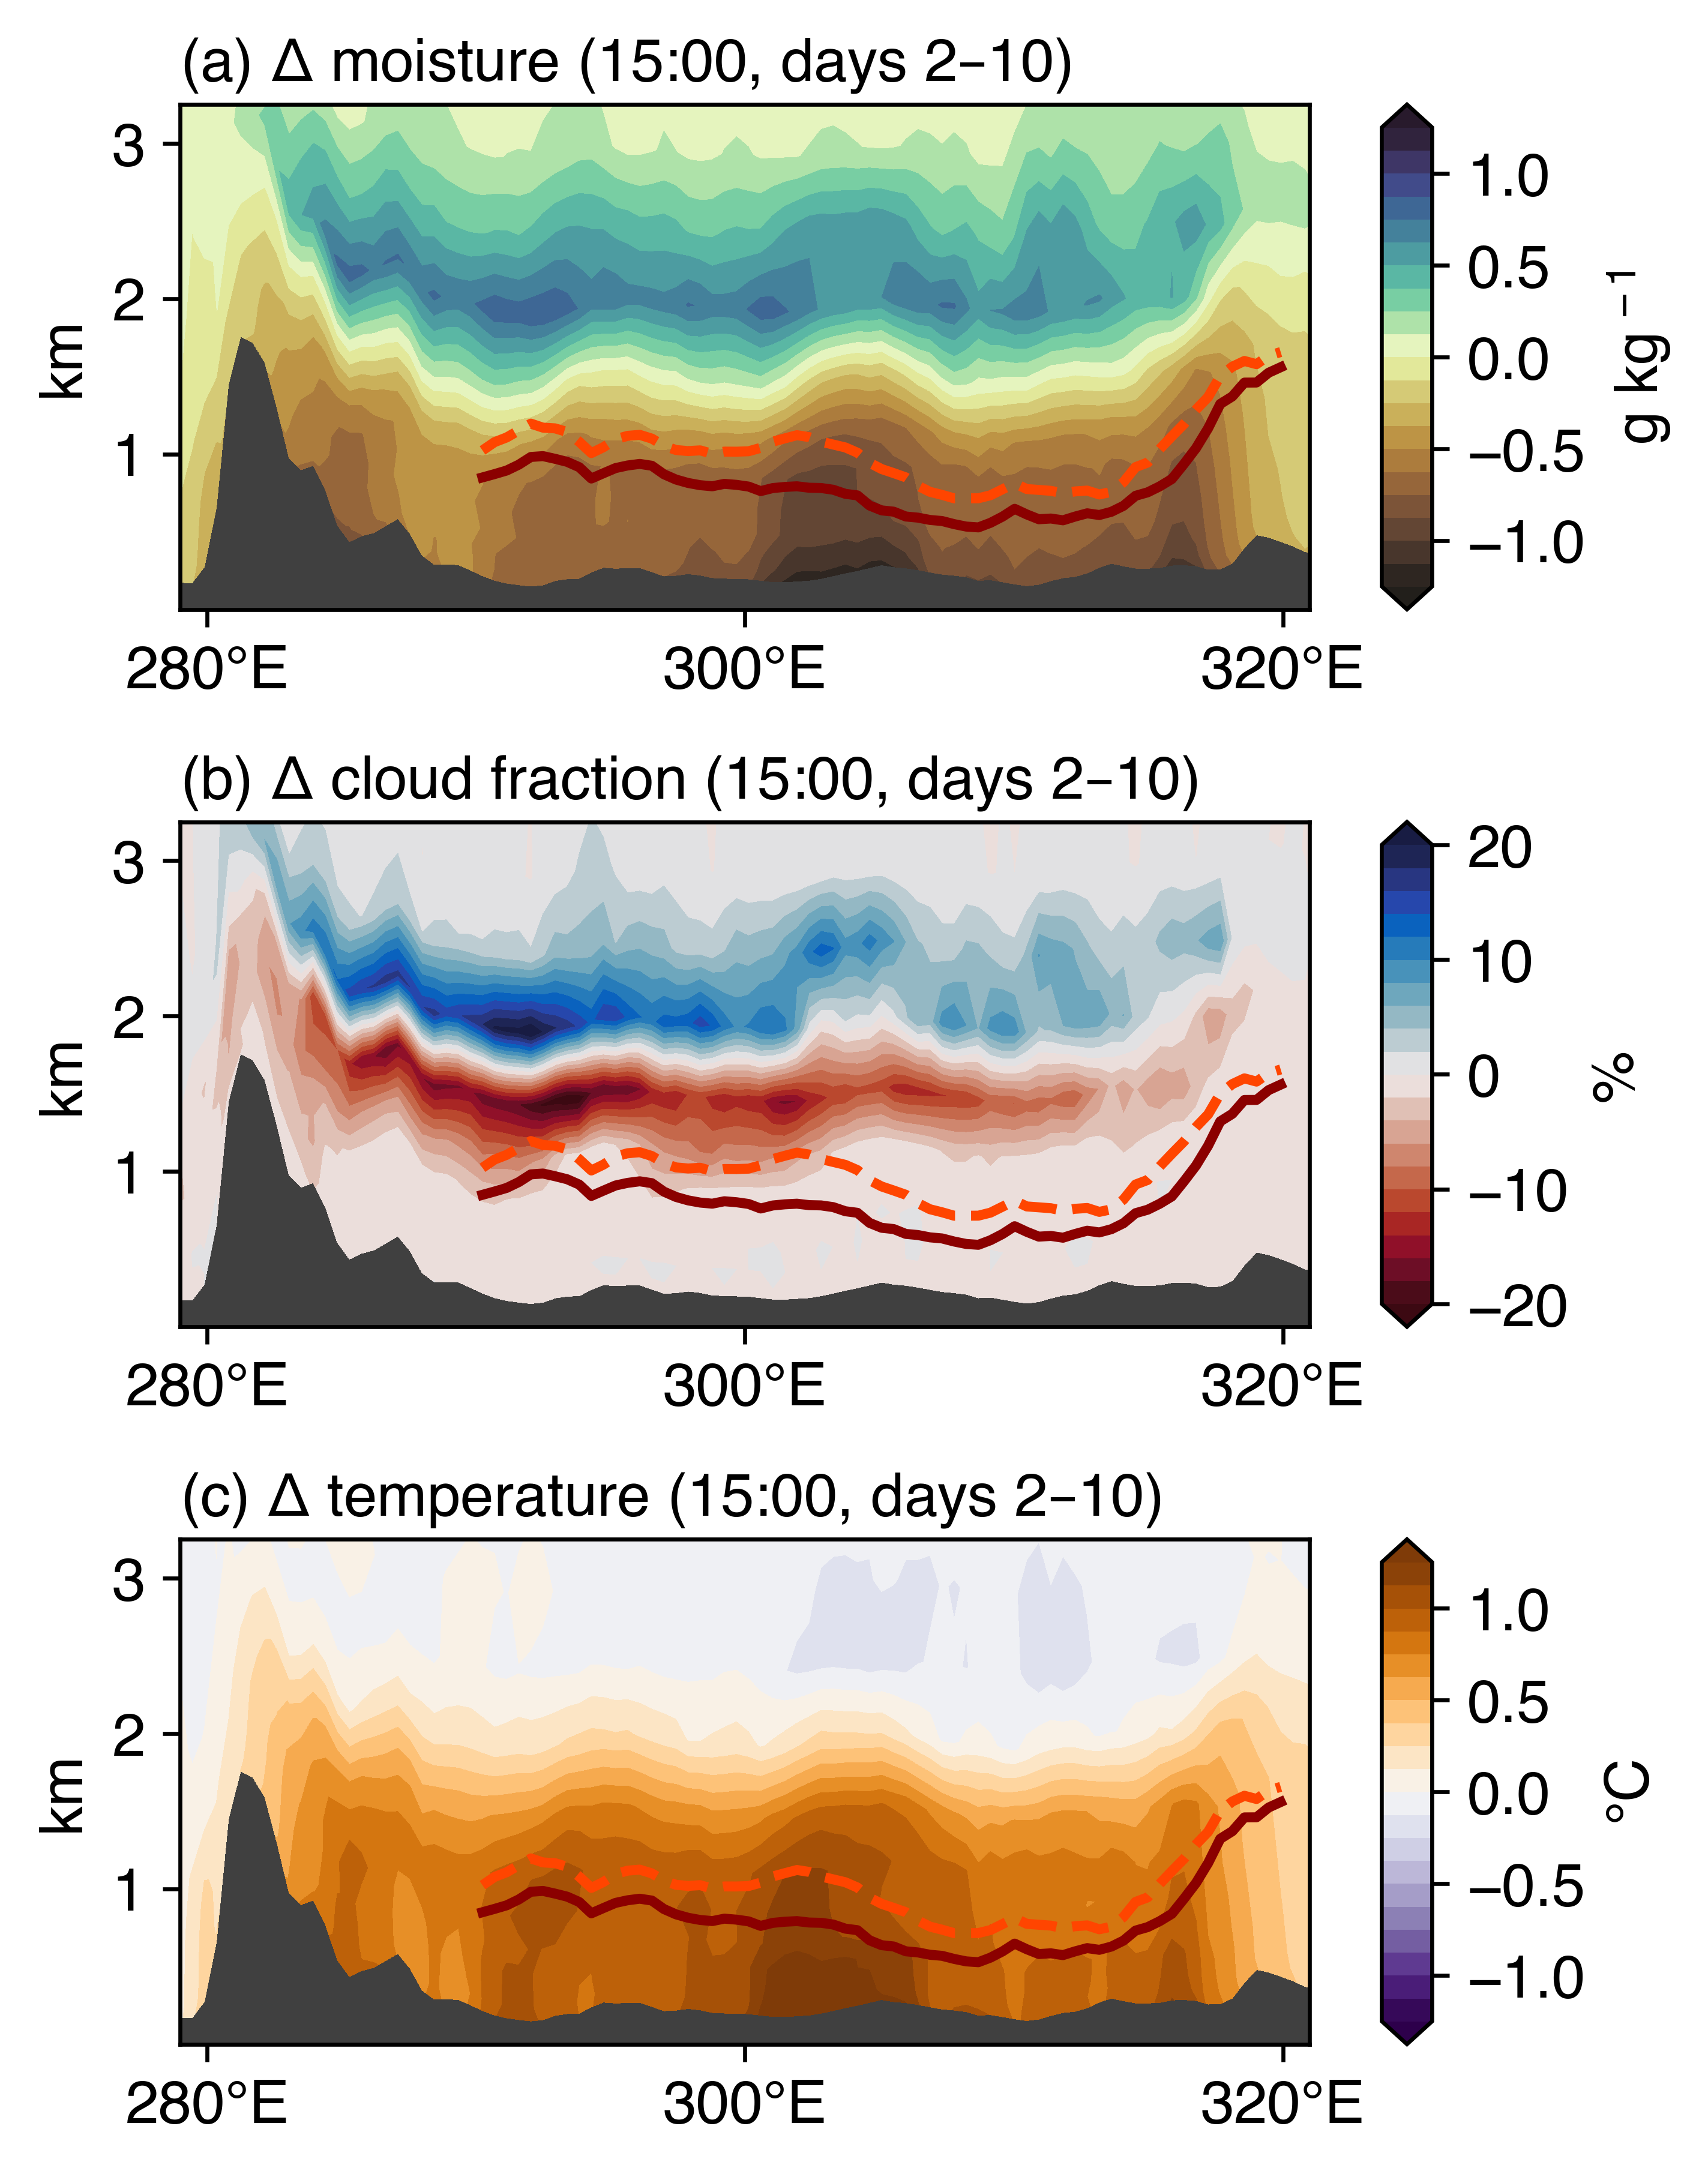 (a) Δ moisture (15:00, days 2–10)
3
2
1
km
280°E 300°E 320°E
1.0
0.5
0.0
−0.5
−1.0
g kg⁻¹
(b) Δ cloud fraction (15:00, days 2–10)
3
2
1
km
280°E 300°E 320°E
20
10
0
−10
−20
%
(c) Δ temperature (15:00, days 2–10)
3
2
1
km
280°E 300°E 320°E
1.0
0.5
0.0
−0.5
−1.0
°C